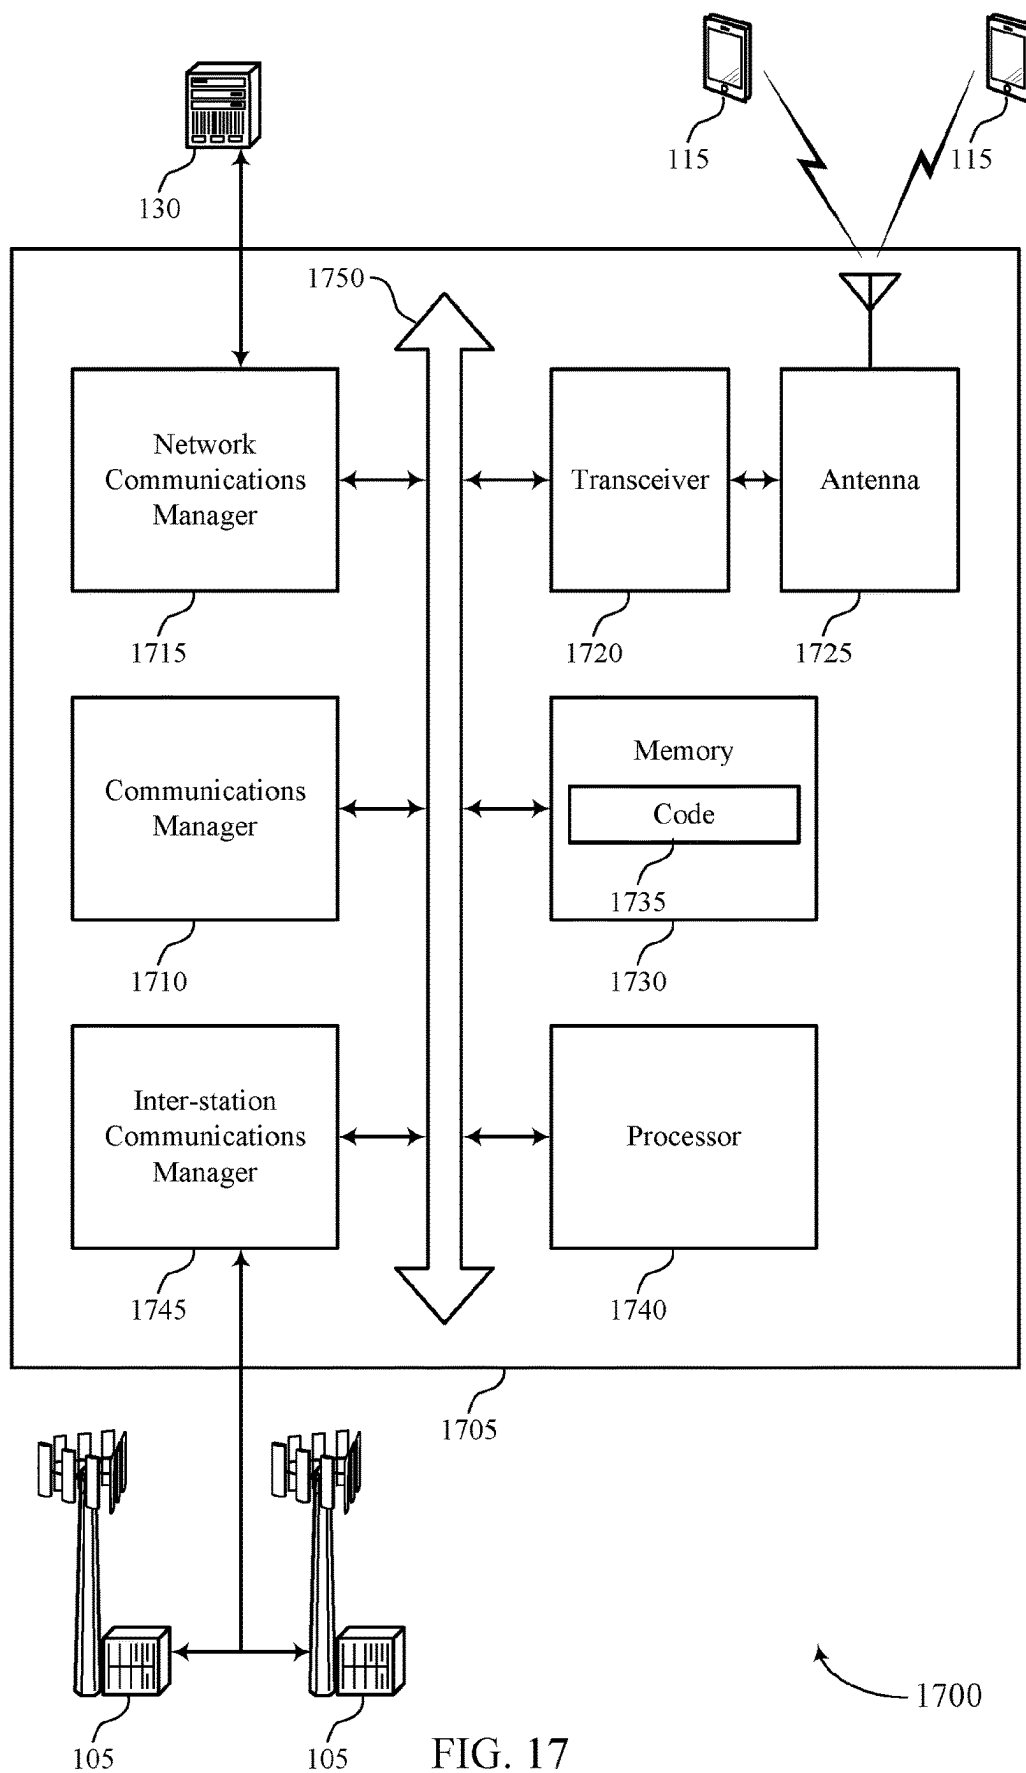 130
115
115
1750
Network
Communications
Manager
Transceiver
Antenna
1715
1720
1725
Communications
Manager
Memory
Code
1735
1710
1730
Inter-station
Communications
Manager
Processor
1745
1740
1705
105
105
1700
FIG. 17